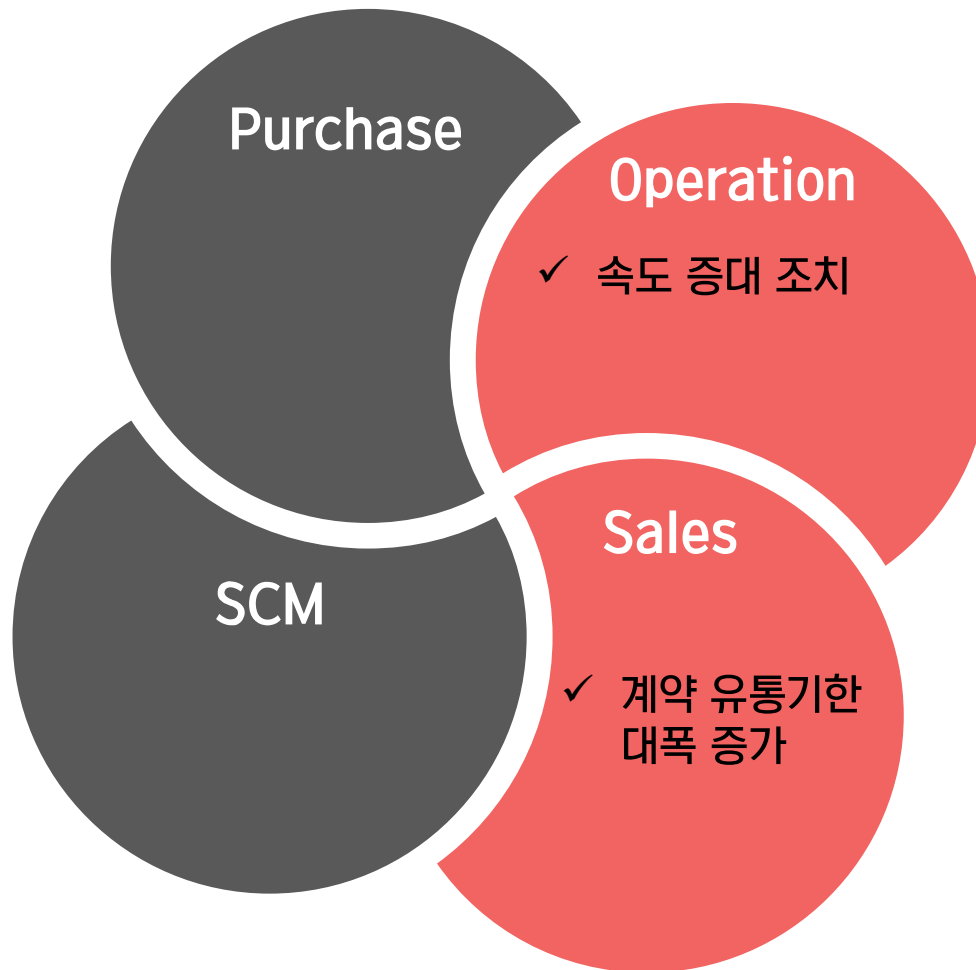 Purchase
Operation
✓ 속도 증대 조치
Sales
SCM
✓ 계약 유통기한
대폭 증가